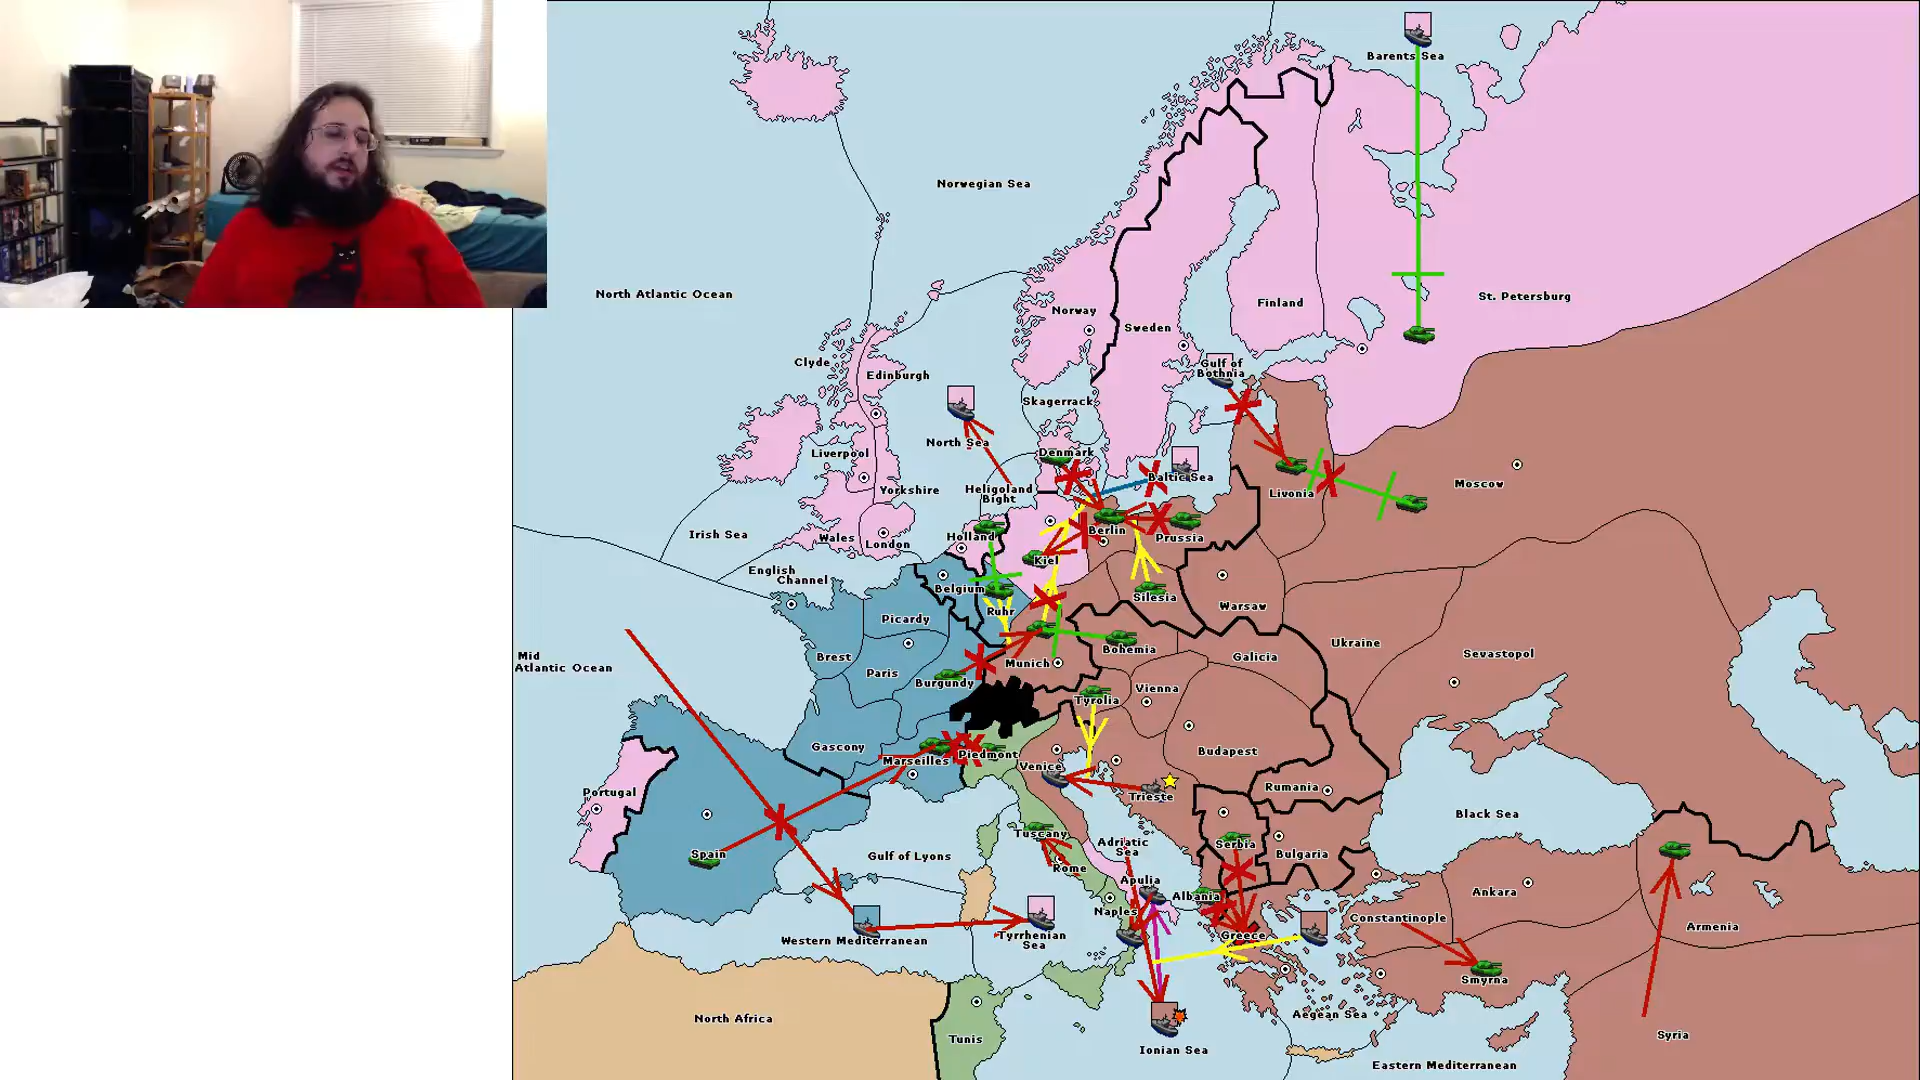 Barents Sea
Norwegian Sea
North Atlantic Ocean
St. Petersburg
Finland
Norway
Sweden
Clyde
Edinburgh
Gulf of
Bothnia
Skagerrack
North Sea
Denmark
Liverpool
Baltic Sea
Moscow
Livonia
Yorkshire
Heligoland
Bight
Berlin
Prussia
Irish Sea
Wales
London
Holland
Kiel
English
Channel
Belgium
Silesia
Warsaw
Ruhr
Picardy
Ukraine
Bohemia
Galicia
Sevastopol
Mid
Atlantic Ocean
Brest
Paris
Munich
Burgundy
Vienna
Tyrolia
Gascony
Marseilles
Piedmont
Venice
Budapest
Rumania
Trieste
Portugal
Black Sea
Tuscany
Adriatic
Sea
Serbia
Bulgaria
Spain
Gulf of Lyons
Rome
Apulia
Albania
Ankara
Naples
Constantinople
Armenia
Western Mediterranean
Tyrrhenian
Sea
Greece
Smyrna
North Africa
Aegean Sea
Tunis
Ionian Sea
Syria
Eastern Mediterranean